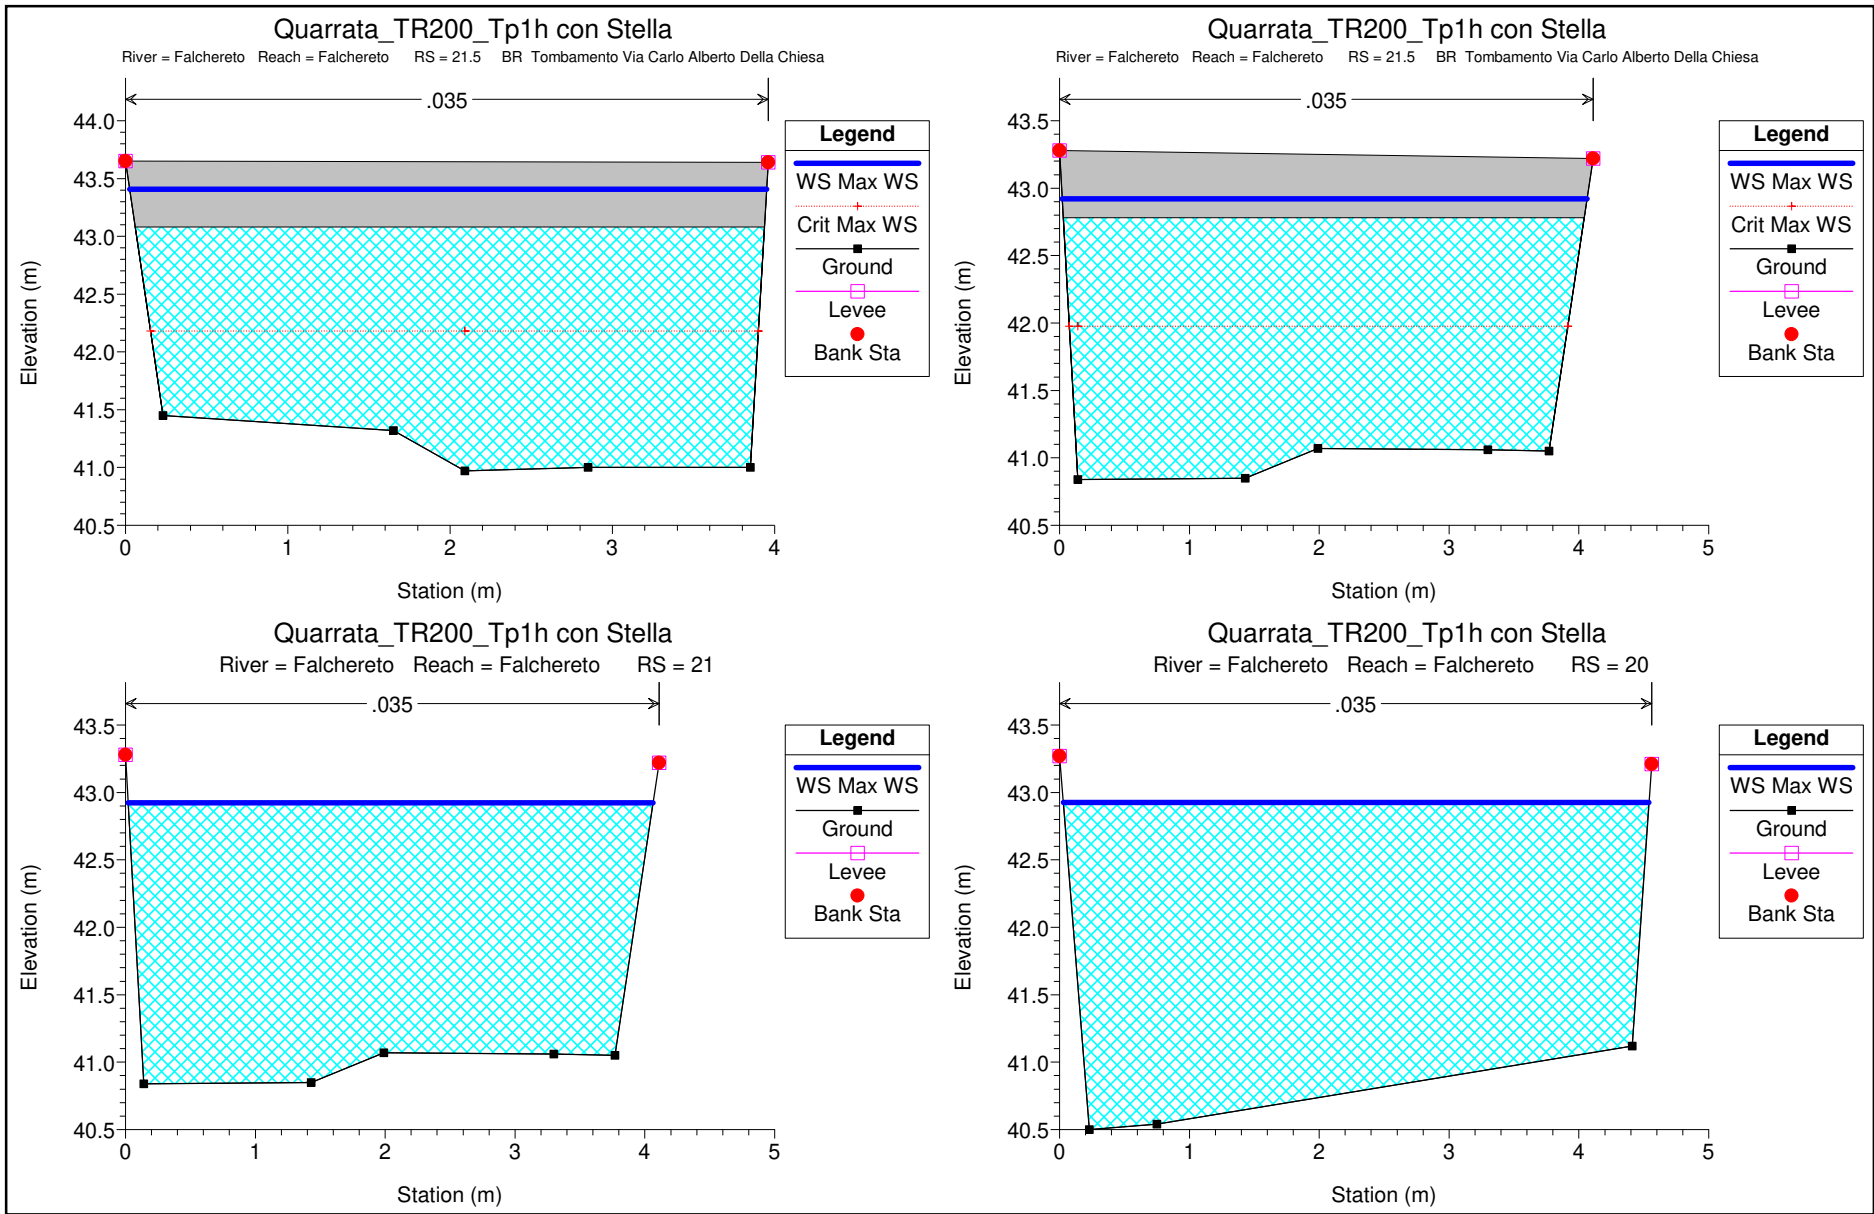 Quarrata_TR200_Tp1h con Stella
River = Falchereto Reach = Falchereto RS = 21.5 BR Tombamento Via Carlo Alberto Della Chiesa
.035
44.0
43.5
43.0
42.5
42.0
41.5
41.0
40.5
0 1 2 3 4
Station (m)
Elevation (m)
Legend
WS Max WS
Crit Max WS
Ground
Levee
Bank Sta
Quarrata_TR200_Tp1h con Stella
River = Falchereto Reach = Falchereto RS = 21.5 BR Tombamento Via Carlo Alberto Della Chiesa
.035
43.5
43.0
42.5
42.0
41.5
41.0
40.5
0 1 2 3 4 5
Station (m)
Elevation (m)
Legend
WS Max WS
Crit Max WS
Ground
Levee
Bank Sta
Quarrata_TR200_Tp1h con Stella
River = Falchereto Reach = Falchereto RS = 21
.035
43.5
43.0
42.5
42.0
41.5
41.0
40.5
0 1 2 3 4 5
Station (m)
Elevation (m)
Legend
WS Max WS
Ground
Levee
Bank Sta
Quarrata_TR200_Tp1h con Stella
River = Falchereto Reach = Falchereto RS = 20
.035
43.5
43.0
42.5
42.0
41.5
41.0
40.5
0 1 2 3 4 5
Station (m)
Elevation (m)
Legend
WS Max WS
Ground
Levee
Bank Sta